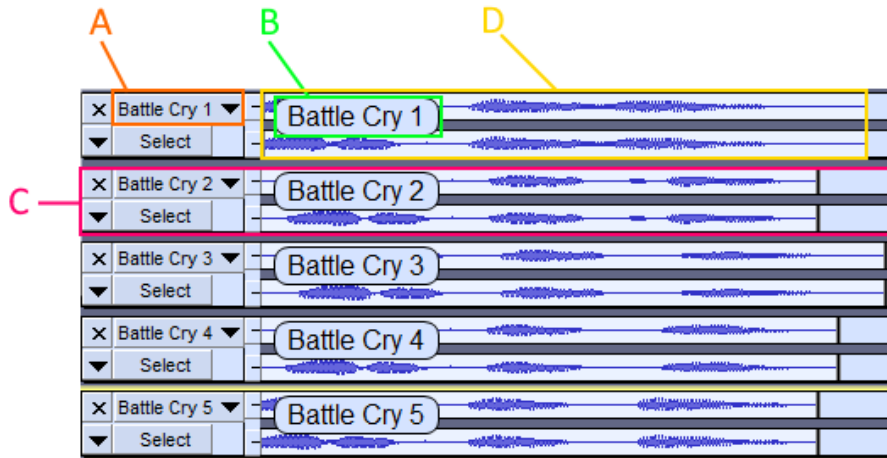 A B D
× Battle Cry 1 ▼ Battle Cry 1
▼ Select
C
× Battle Cry 2 ▼ Battle Cry 2
▼ Select
× Battle Cry 3 ▼ Battle Cry 3
▼ Select
× Battle Cry 4 ▼ Battle Cry 4
▼ Select
× Battle Cry 5 ▼ Battle Cry 5
▼ Select